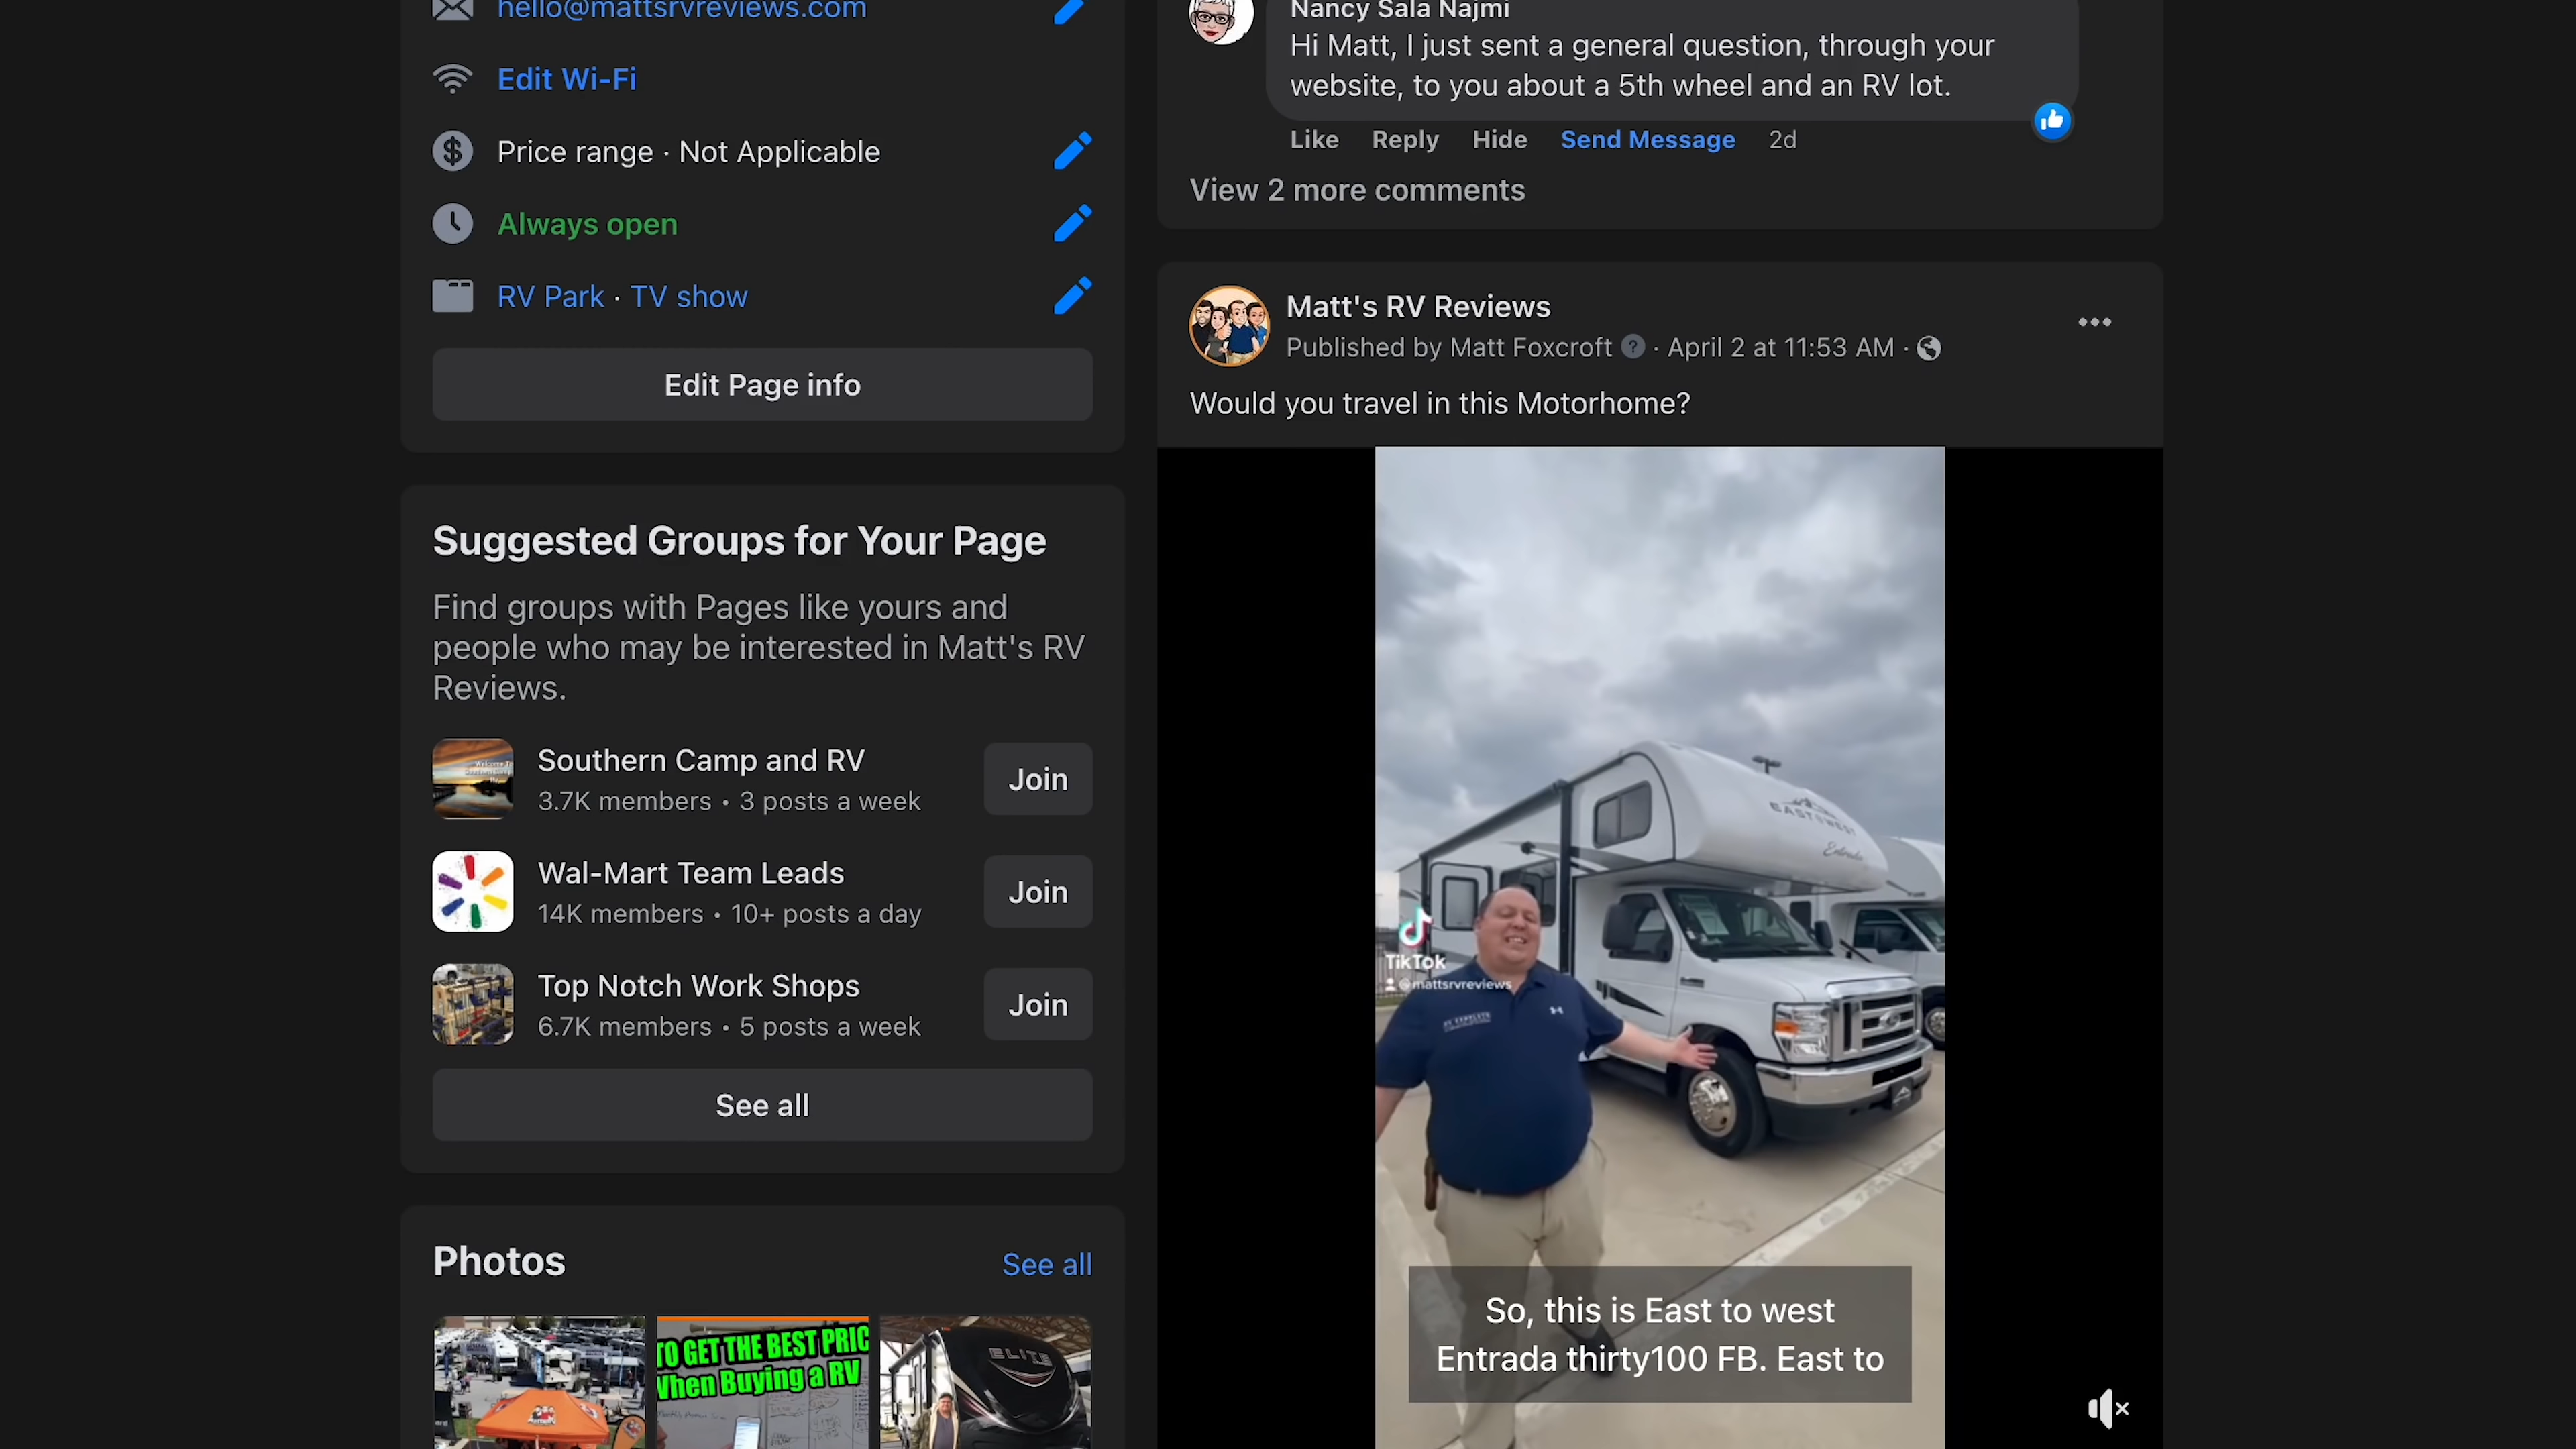 hello@mattsrvreviews.com
Edit Wi-Fi
Price range · Not Applicable
Always open
RV Park · TV show
Edit Page info
Suggested Groups for Your Page
Find groups with Pages like yours and
people who may be interested in Matt's RV
Reviews.
Southern Camp and RV
3.7K members • 3 posts a week
Join
Wal-Mart Team Leads
14K members • 10+ posts a day
Join
Top Notch Work Shops
6.7K members • 5 posts a week
Join
See all
Photos
See all
TO GET THE BEST PRIC
When Buying a RV
ELITE
Nancy Sala Najmi
Hi Matt, I just sent a general question, through your
website, to you about a 5th wheel and an RV lot.
Like Reply Hide Send Message 2d
View 2 more comments
Matt's RV Reviews
Published by Matt Foxcroft · April 2 at 11:53 AM ·
Would you travel in this Motorhome?
EAST TO WEST
Entrada
TikTok
@mattsrvreviews
So, this is East to west
Entrada thirty100 FB. East to